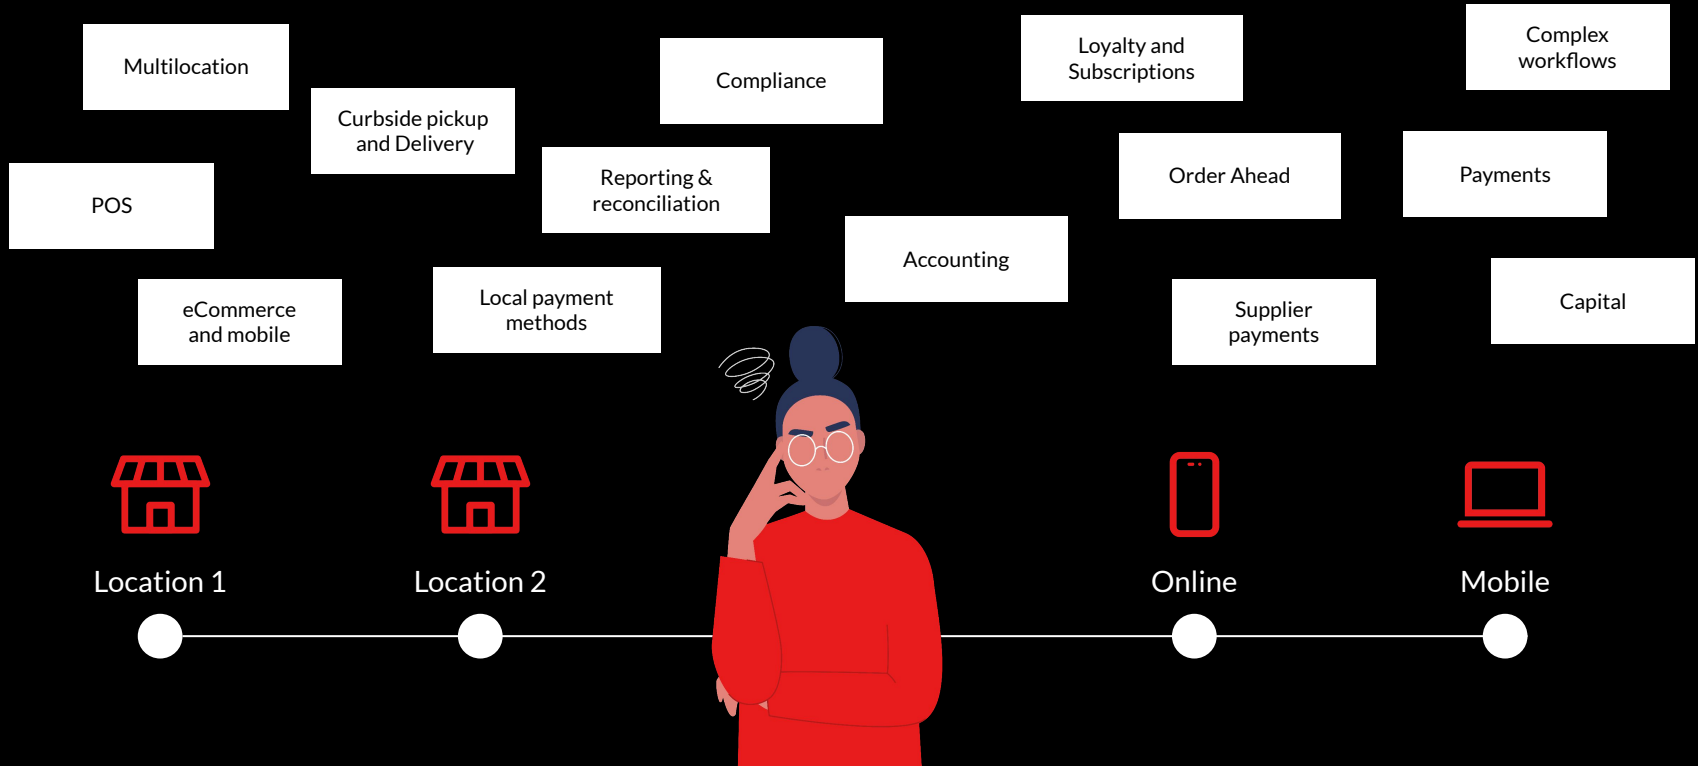 Multilocation
Curbside pickup
and Delivery
Compliance
Loyalty and
Subscriptions
Complex
workflows
POS
Reporting &
reconciliation
Order Ahead
Payments
Accounting
eCommerce
and mobile
Local payment
methods
Supplier
payments
Capital
Location 1
Location 2
Online
Mobile